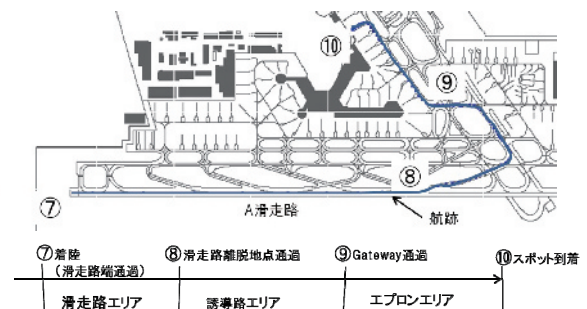 ⑩
⑨
⑧
⑦
A滑走路
航跡
⑦着陸
(滑走路端通過)
⑧滑走路離脱地点通過
⑨Gateway通過
⑩スポット到着
滑走路エリア
誘導路エリア
エプロンエリア